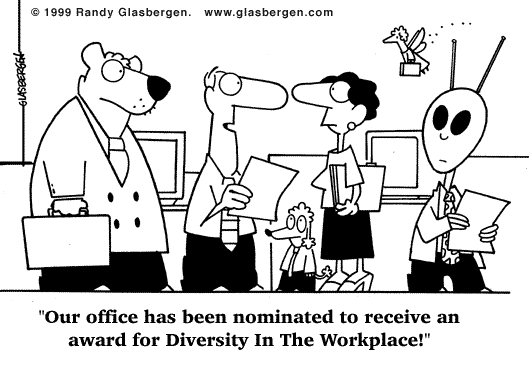 © 1999 Randy Glasbergen. www.glasbergen.com
GLASBERGEN
"Our office has been nominated to receive an
award for Diversity In The Workplace!"